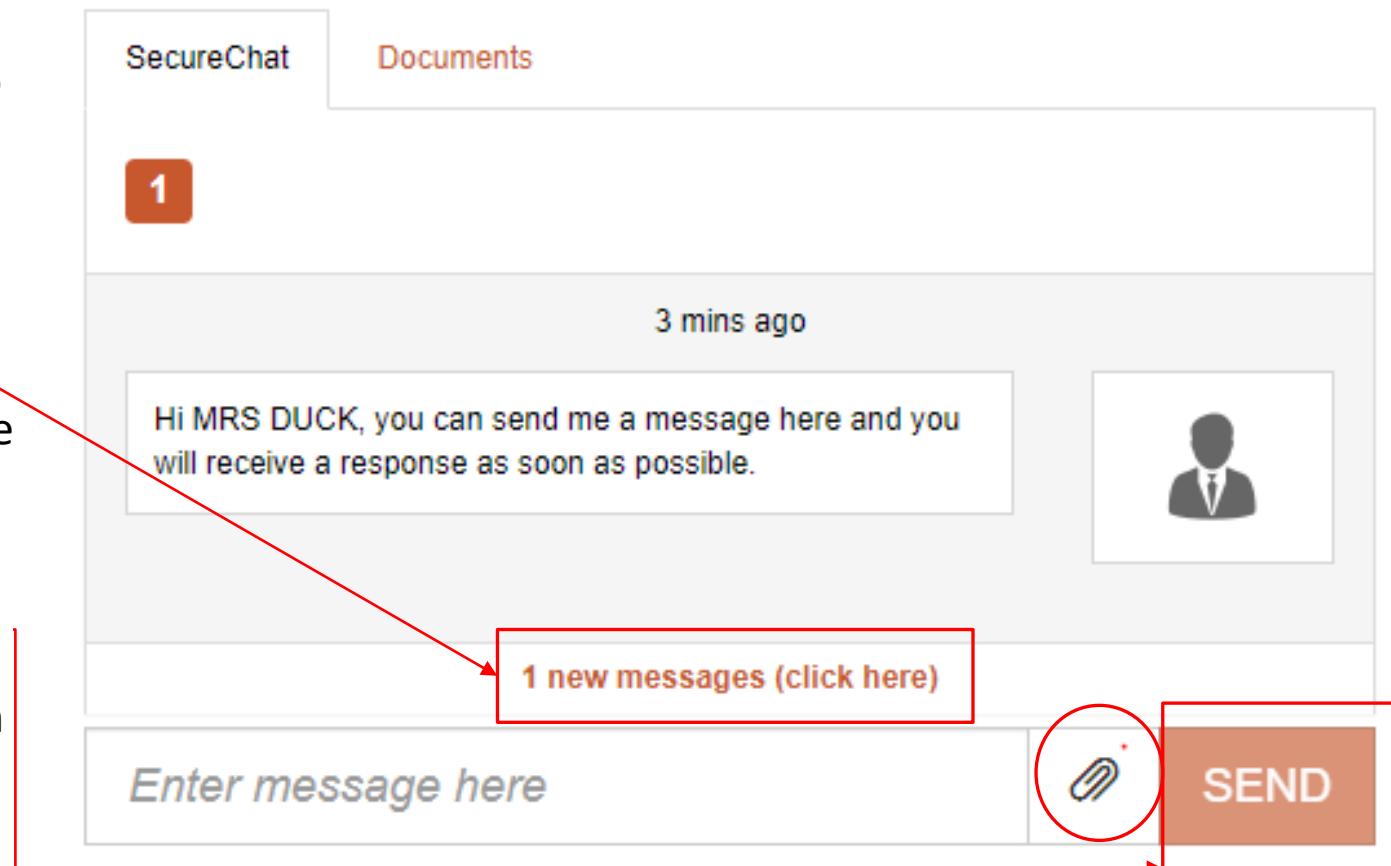 SecureChat Documents
1
3 mins ago
Hi MRS DUCK, you can send me a message here and you
will receive a response as soon as possible.
1 new messages (click here)
Enter message here SEND